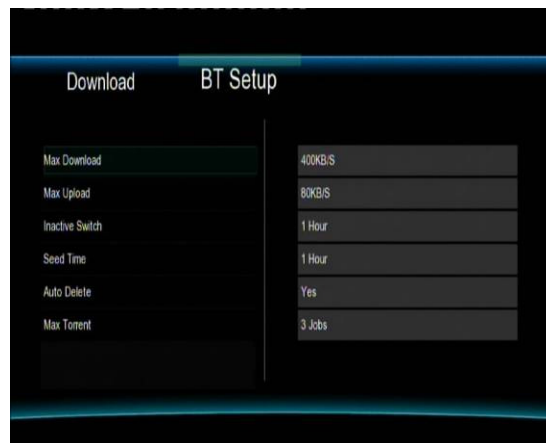 Download BT Setup
Max Download 400KB/S
Max Upload 80KB/S
Inactive Switch 1 Hour
Seed Time 1 Hour
Auto Delete Yes
Max Torrent 3 Jobs